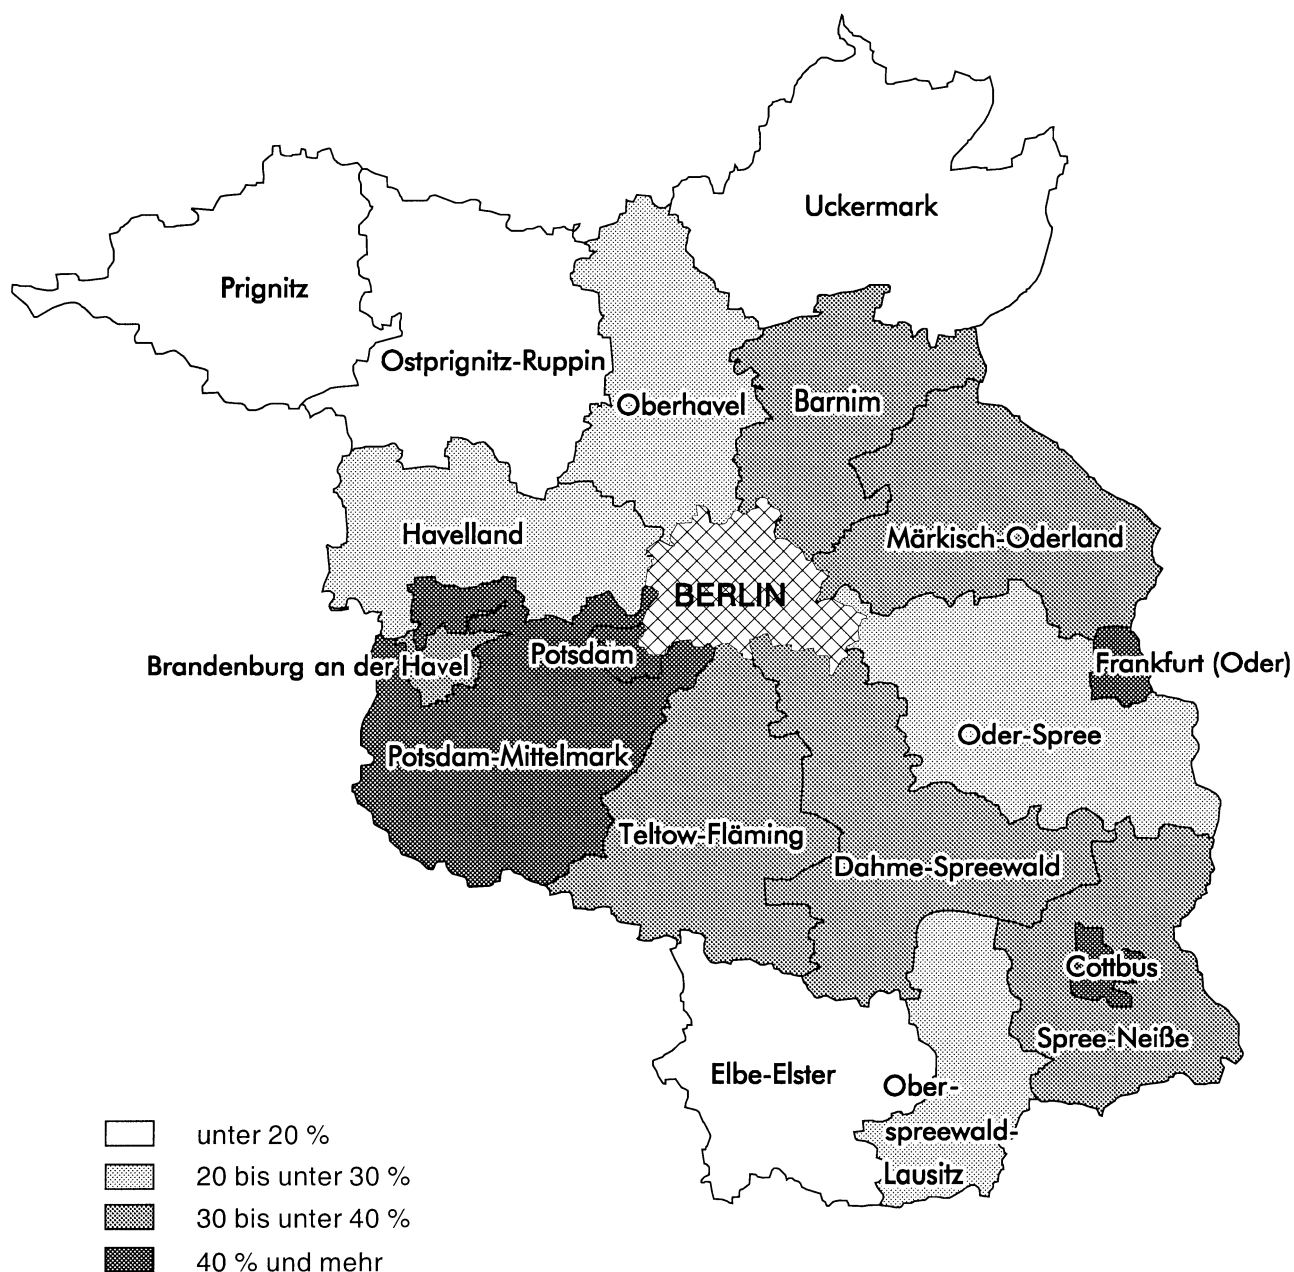 Uckermark
Prignitz
Ostprignitz-Ruppin
Oberhavel
Barnim
Havelland
Märkisch-Oderland
BERLIN
Brandenburg an der Havel
Potsdam
Frankfurt (Oder)
Oder-Spree
Potsdam-Mittelmark
Teltow-Fläming
Dahme-Spreewald
Cottbus
Spree-Neiße
Elbe-Elster
Ober-
spreewald-
Lausitz
unter 20 %
20 bis unter 30 %
30 bis unter 40 %
40 % und mehr